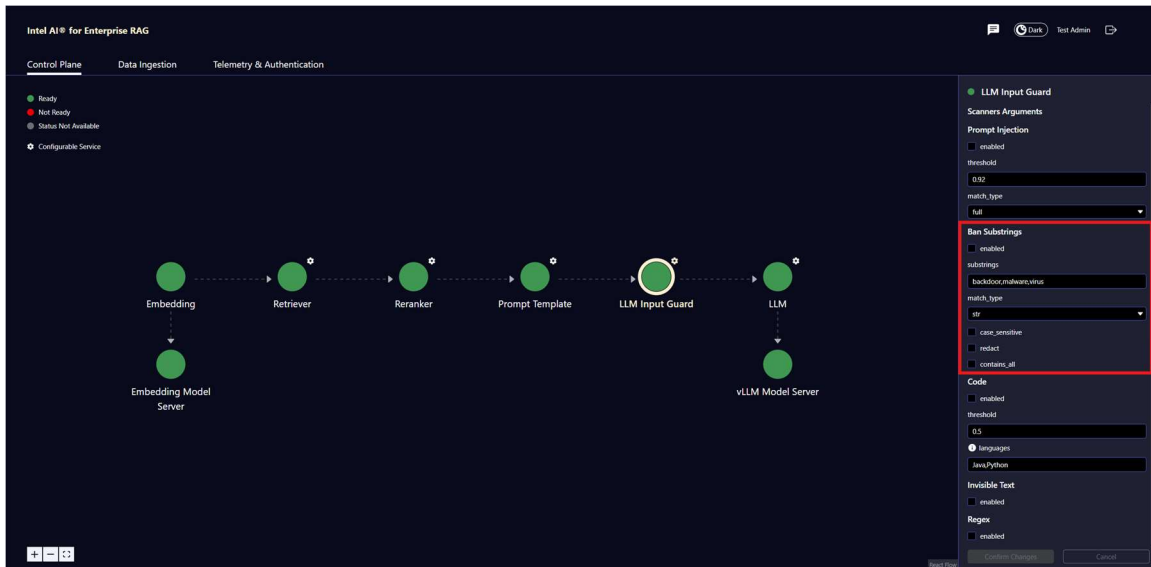 Intel AI® for Enterprise RAG
Dark
Test Admin
Control Plane
Data Ingestion
Telemetry & Authentication
Ready
Not Ready
Status Not Available
Configurable Service
Embedding
Retriever
Reranker
Prompt Template
LLM Input Guard
LLM
Embedding Model
Server
vLLM Model Server
LLM Input Guard
Scanners Arguments
Prompt Injection
enabled
threshold
0.92
match_type
full
Ban Substrings
enabled
substrings
backdoor,malware,virus
match_type
str
case_sensitive
redact
contains_all
Code
enabled
threshold
0.5
languages
Java,Python
Invisible Text
enabled
Regex
enabled
Confirm Changes
Cancel
React Flow